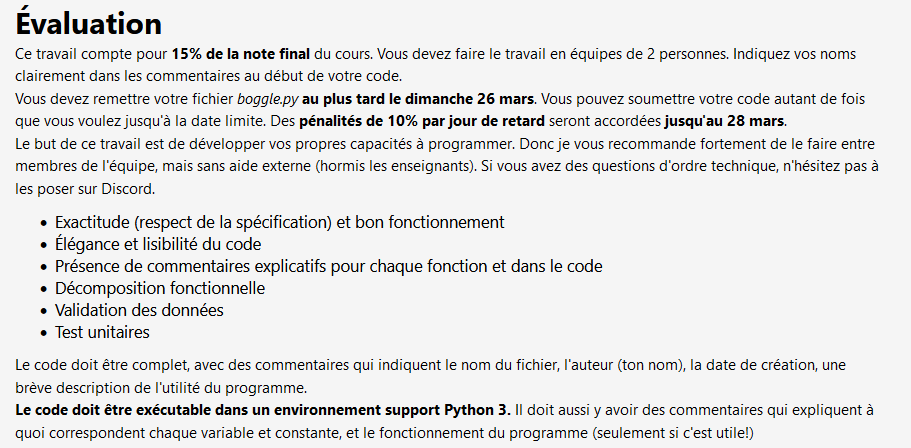 Évaluation
Ce travail compte pour 15% de la note final du cours. Vous devez faire le travail en équipes de 2 personnes. Indiquez vos noms
clairement dans les commentaires au début de votre code.
Vous devez remettre votre fichier boggle.py au plus tard le dimanche 26 mars. Vous pouvez soumettre votre code autant de fois
que vous voulez jusqu'à la date limite. Des pénalités de 10% par jour de retard seront accordées jusqu'au 28 mars.
Le but de ce travail est de développer vos propres capacités à programmer. Donc je vous recommande fortement de le faire entre
membres de l'équipe, mais sans aide externe (hormis les enseignants). Si vous avez des questions d'ordre technique, n'hésitez pas à
les poser sur Discord.
• Exactitude (respect de la spécification) et bon fonctionnement
• Élégance et lisibilité du code
• Présence de commentaires explicatifs pour chaque fonction et dans le code
• Décomposition fonctionnelle
• Validation des données
• Test unitaires
Le code doit être complet, avec des commentaires qui indiquent le nom du fichier, l'auteur (ton nom), la date de création, une
brève description de l'utilité du programme.
Le code doit être exécutable dans un environnement support Python 3. Il doit aussi y avoir des commentaires qui expliquent à
quoi correspondent chaque variable et constante, et le fonctionnement du programme (seulement si c'est utile!)